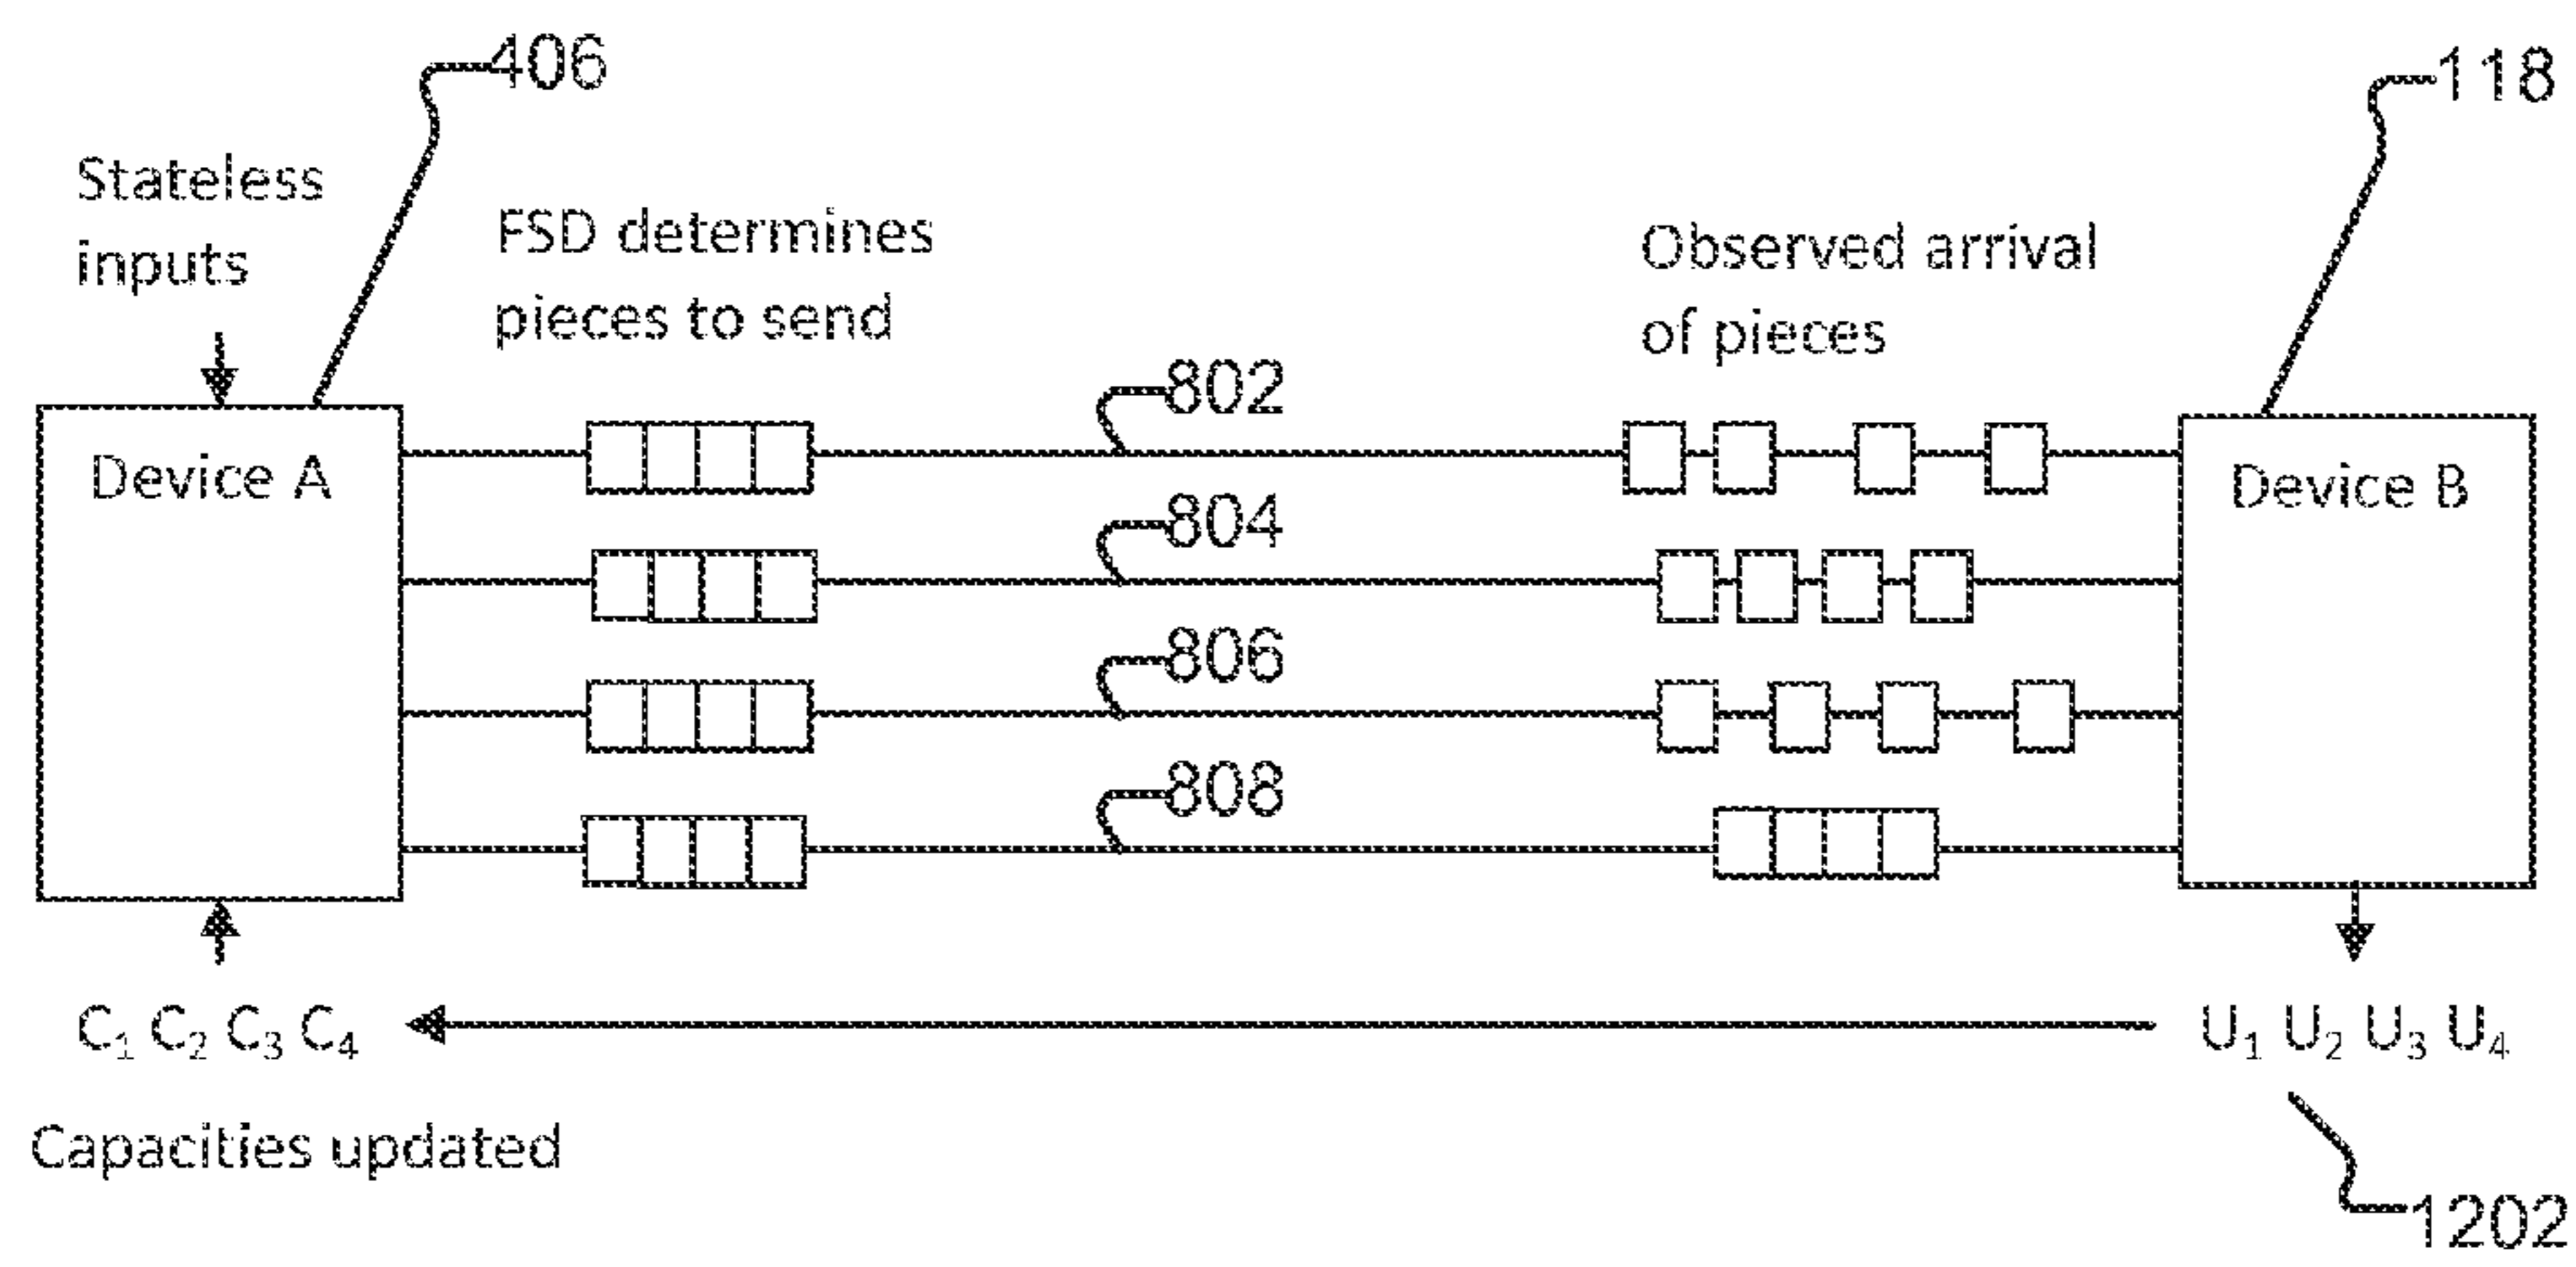 406
118
Stateless
inputs
FSD determines
pieces to send
Observed arrival
of pieces
802
Device A
Device B
804
806
808
C₁ C₂ C₃ C₄
U₁ U₂ U₃ U₄
Capacities updated
1202